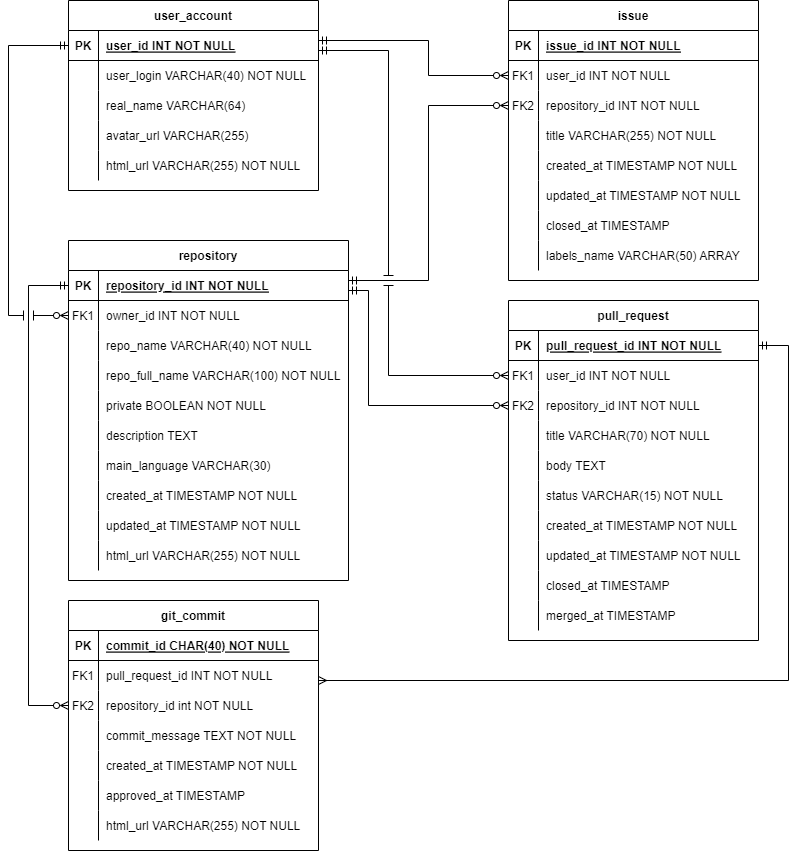 user_account
PK user_id INT NOT NULL
user_login VARCHAR(40) NOT NULL
real_name VARCHAR(64)
avatar_url VARCHAR(255)
html_url VARCHAR(255) NOT NULL
issue
PK issue_id INT NOT NULL
FK1 user_id INT NOT NULL
FK2 repository_id INT NOT NULL
title VARCHAR(255) NOT NULL
created_at TIMESTAMP NOT NULL
updated_at TIMESTAMP NOT NULL
closed_at TIMESTAMP
labels_name VARCHAR(50) ARRAY
repository
PK repository_id INT NOT NULL
FK1 owner_id INT NOT NULL
repo_name VARCHAR(40) NOT NULL
repo_full_name VARCHAR(100) NOT NULL
private BOOLEAN NOT NULL
description TEXT
main_language VARCHAR(30)
created_at TIMESTAMP NOT NULL
updated_at TIMESTAMP NOT NULL
html_url VARCHAR(255) NOT NULL
pull_request
PK pull_request_id INT NOT NULL
FK1 user_id INT NOT NULL
FK2 repository_id INT NOT NULL
title VARCHAR(70) NOT NULL
body TEXT
status VARCHAR(15) NOT NULL
created_at TIMESTAMP NOT NULL
updated_at TIMESTAMP NOT NULL
closed_at TIMESTAMP
merged_at TIMESTAMP
git_commit
PK commit_id CHAR(40) NOT NULL
FK1 pull_request_id INT NOT NULL
FK2 repository_id int NOT NULL
commit_message TEXT NOT NULL
created_at TIMESTAMP NOT NULL
approved_at TIMESTAMP
html_url VARCHAR(255) NOT NULL